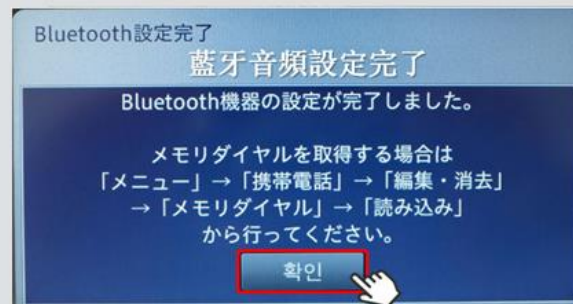 Bluetooth設定完了
藍牙音頻設定完了
Bluetooth機器の設定が完了しました。
メモリダイヤルを取得する場合は
「メニュー」→「携帯電話」→「編集・消去」
→「メモリダイヤル」→「読み込み」
から行ってください。
확인